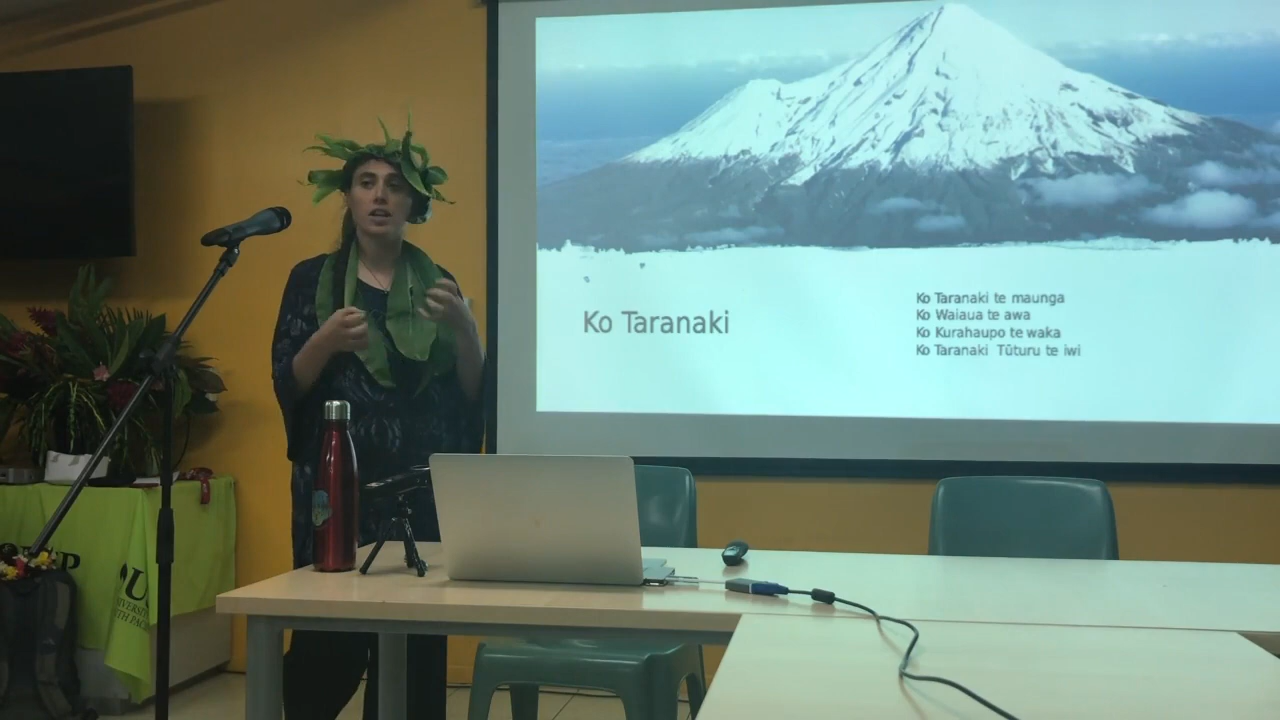 Ko Taranaki
Ko Taranaki te maunga
Ko Waiaua te awa
Ko Kurahaupo te waka
Ko Taranaki Tūturu te iwi